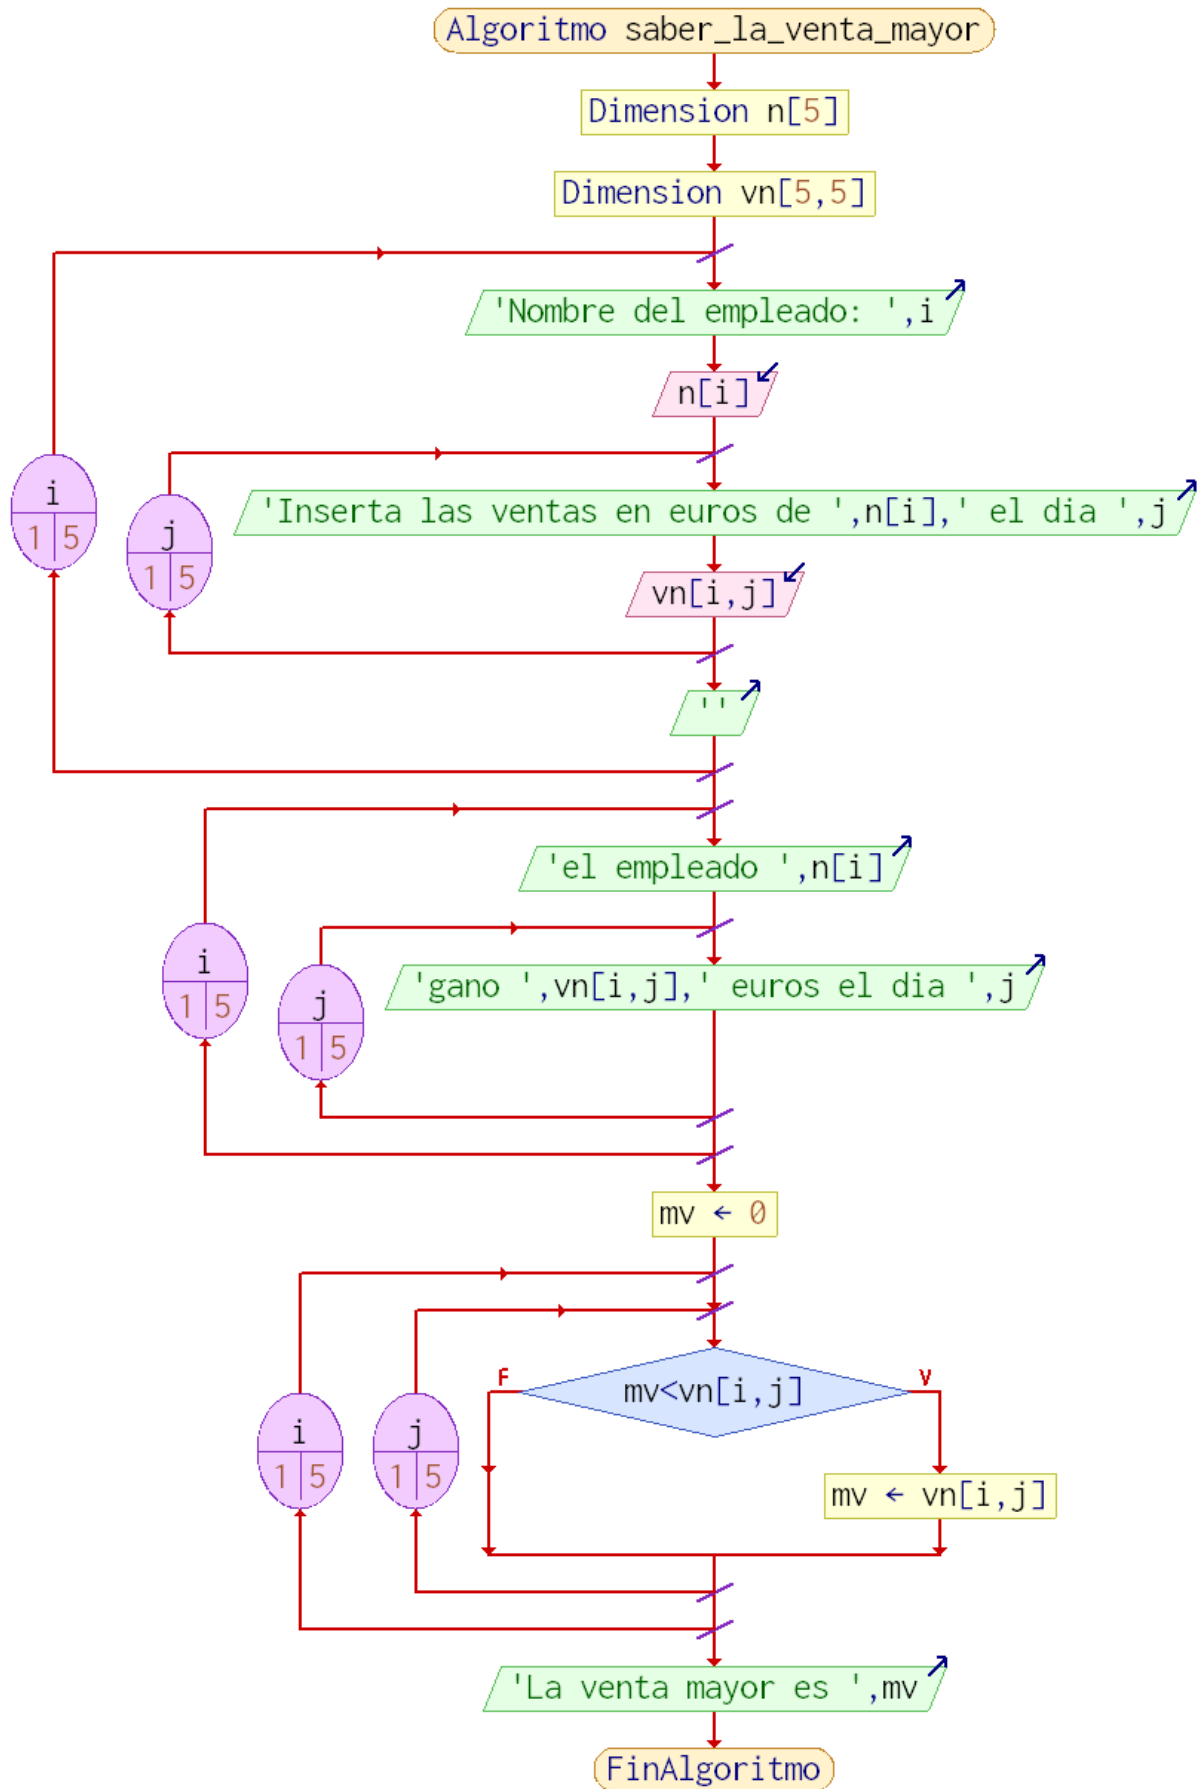 Algoritmo saber_la_venta_mayor
Dimension n[5]
Dimension vn[5,5]
'Nombre del empleado: ',i
n[i]
i
1 5
j
1 5
'Inserta las ventas en euros de ',n[i],' el dia ',j
vn[i,j]
''
'el empleado ',n[i]
i
1 5
j
1 5
'gano ',vn[i,j],' euros el dia ',j
mv ← 0
F
mv<vn[i,j]
V
i
1 5
j
1 5
mv ← vn[i,j]
'La venta mayor es ',mv
FinAlgoritmo